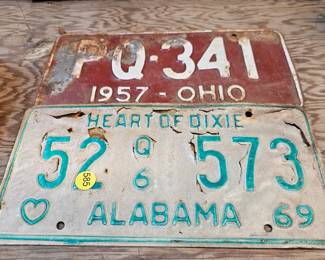 PQ-341
1957 - OHIO
HEART OF DIXIE
52 Q 6 573
585
ALABAMA 69